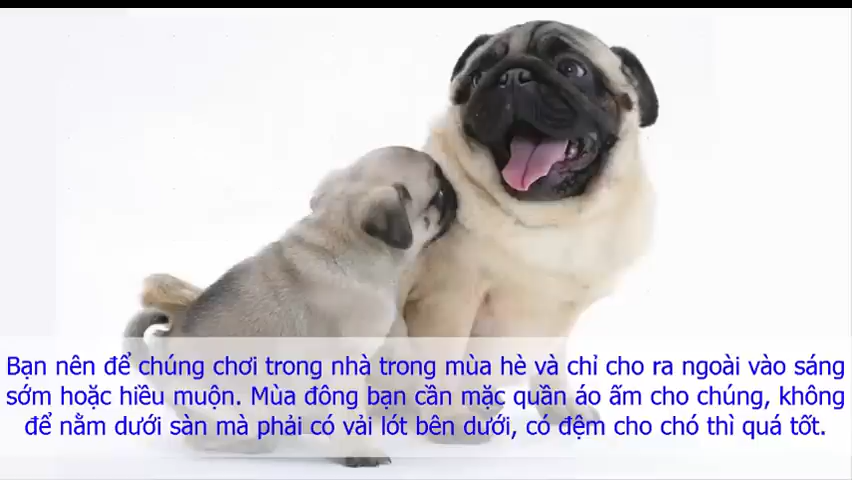 Bạn nên để chúng chơi trong nhà trong mùa hè và chỉ cho ra ngoài vào sáng
sớm hoặc hiều muộn. Mùa đông bạn cần mặc quần áo ấm cho chúng, không
để nằm dưới sàn mà phải có vải lót bên dưới, có đệm cho chó thì quá tốt.